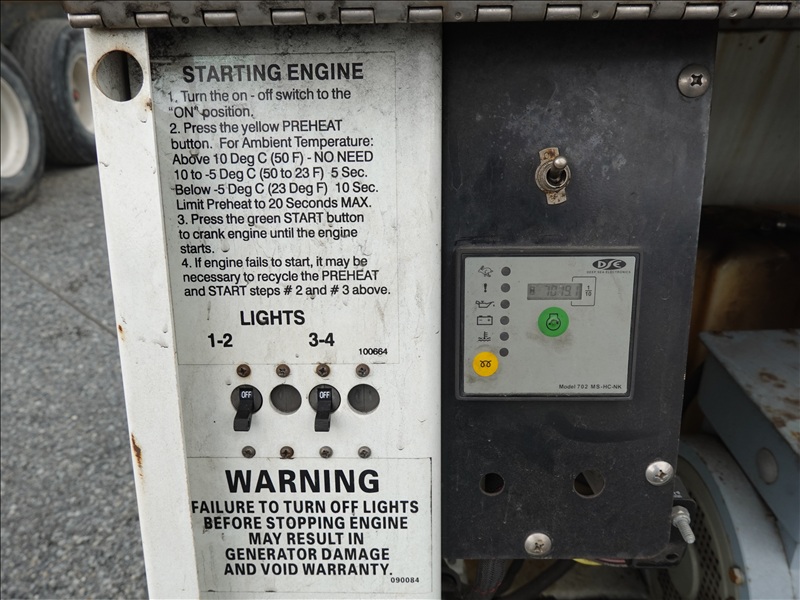 STARTING ENGINE
1. Turn the on - off switch to the
"ON" position.
2. Press the yellow PREHEAT
button. For Ambient Temperature:
Above 10 Deg C (50 F) - NO NEED
10 to -5 Deg C (50 to 23 F) 5 Sec.
Below -5 Deg C (23 Deg F) 10 Sec.
Limit Preheat to 20 Seconds MAX.
3. Press the green START button
to crank engine until the engine
starts.
4. If engine fails to start, it may be
necessary to recycle the PREHEAT
and START steps # 2 and # 3 above.
LIGHTS
1-2 3-4
100664
OFF OFF
WARNING
FAILURE TO TURN OFF LIGHTS
BEFORE STOPPING ENGINE
MAY RESULT IN
GENERATOR DAMAGE
AND VOID WARRANTY.
090084
DSE
DEEP SEA ELECTRONICS
H 70491 1/10
Model 702 MS-HC-NK